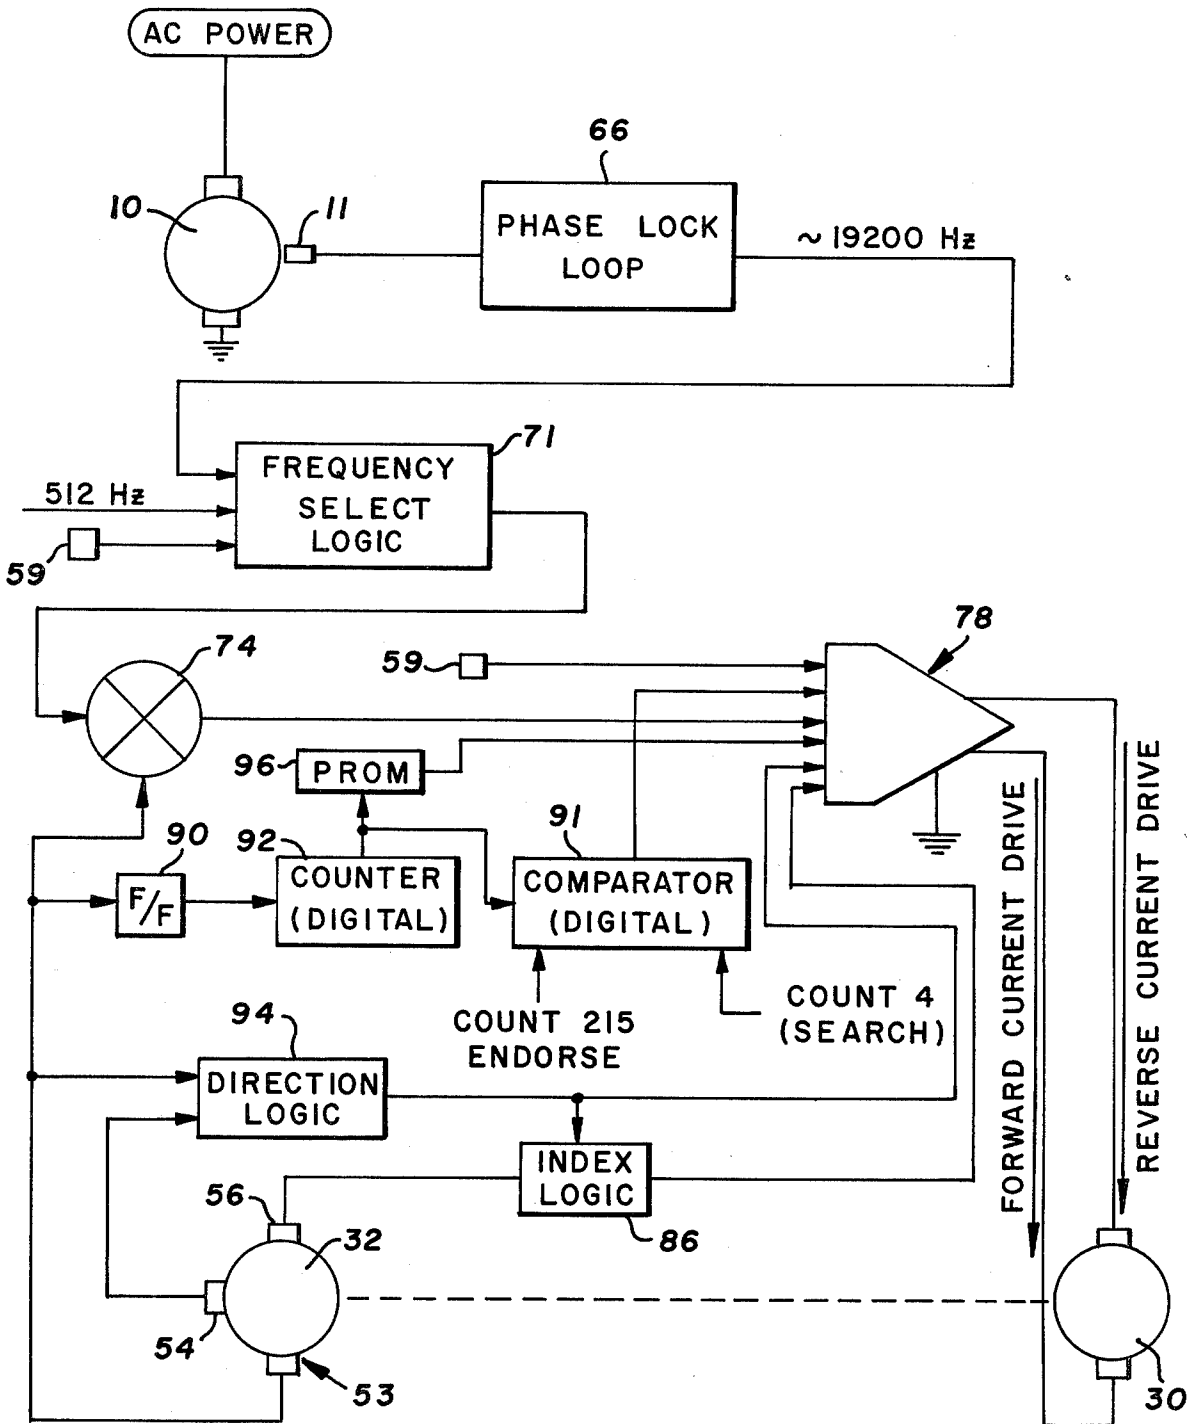 AC POWER
66
10
11
PHASE LOCK
LOOP
~ 19200 Hz
71
FREQUENCY
SELECT
LOGIC
512 Hz
59
74
59
78
96
PROM
90
92
91
F/F
COUNTER
(DIGITAL)
COMPARATOR
(DIGITAL)
COUNT 215
ENDORSE
COUNT 4
(SEARCH)
FORWARD CURRENT DRIVE
REVERSE CURRENT DRIVE
94
DIRECTION
LOGIC
INDEX
LOGIC
86
56
32
54
53
30